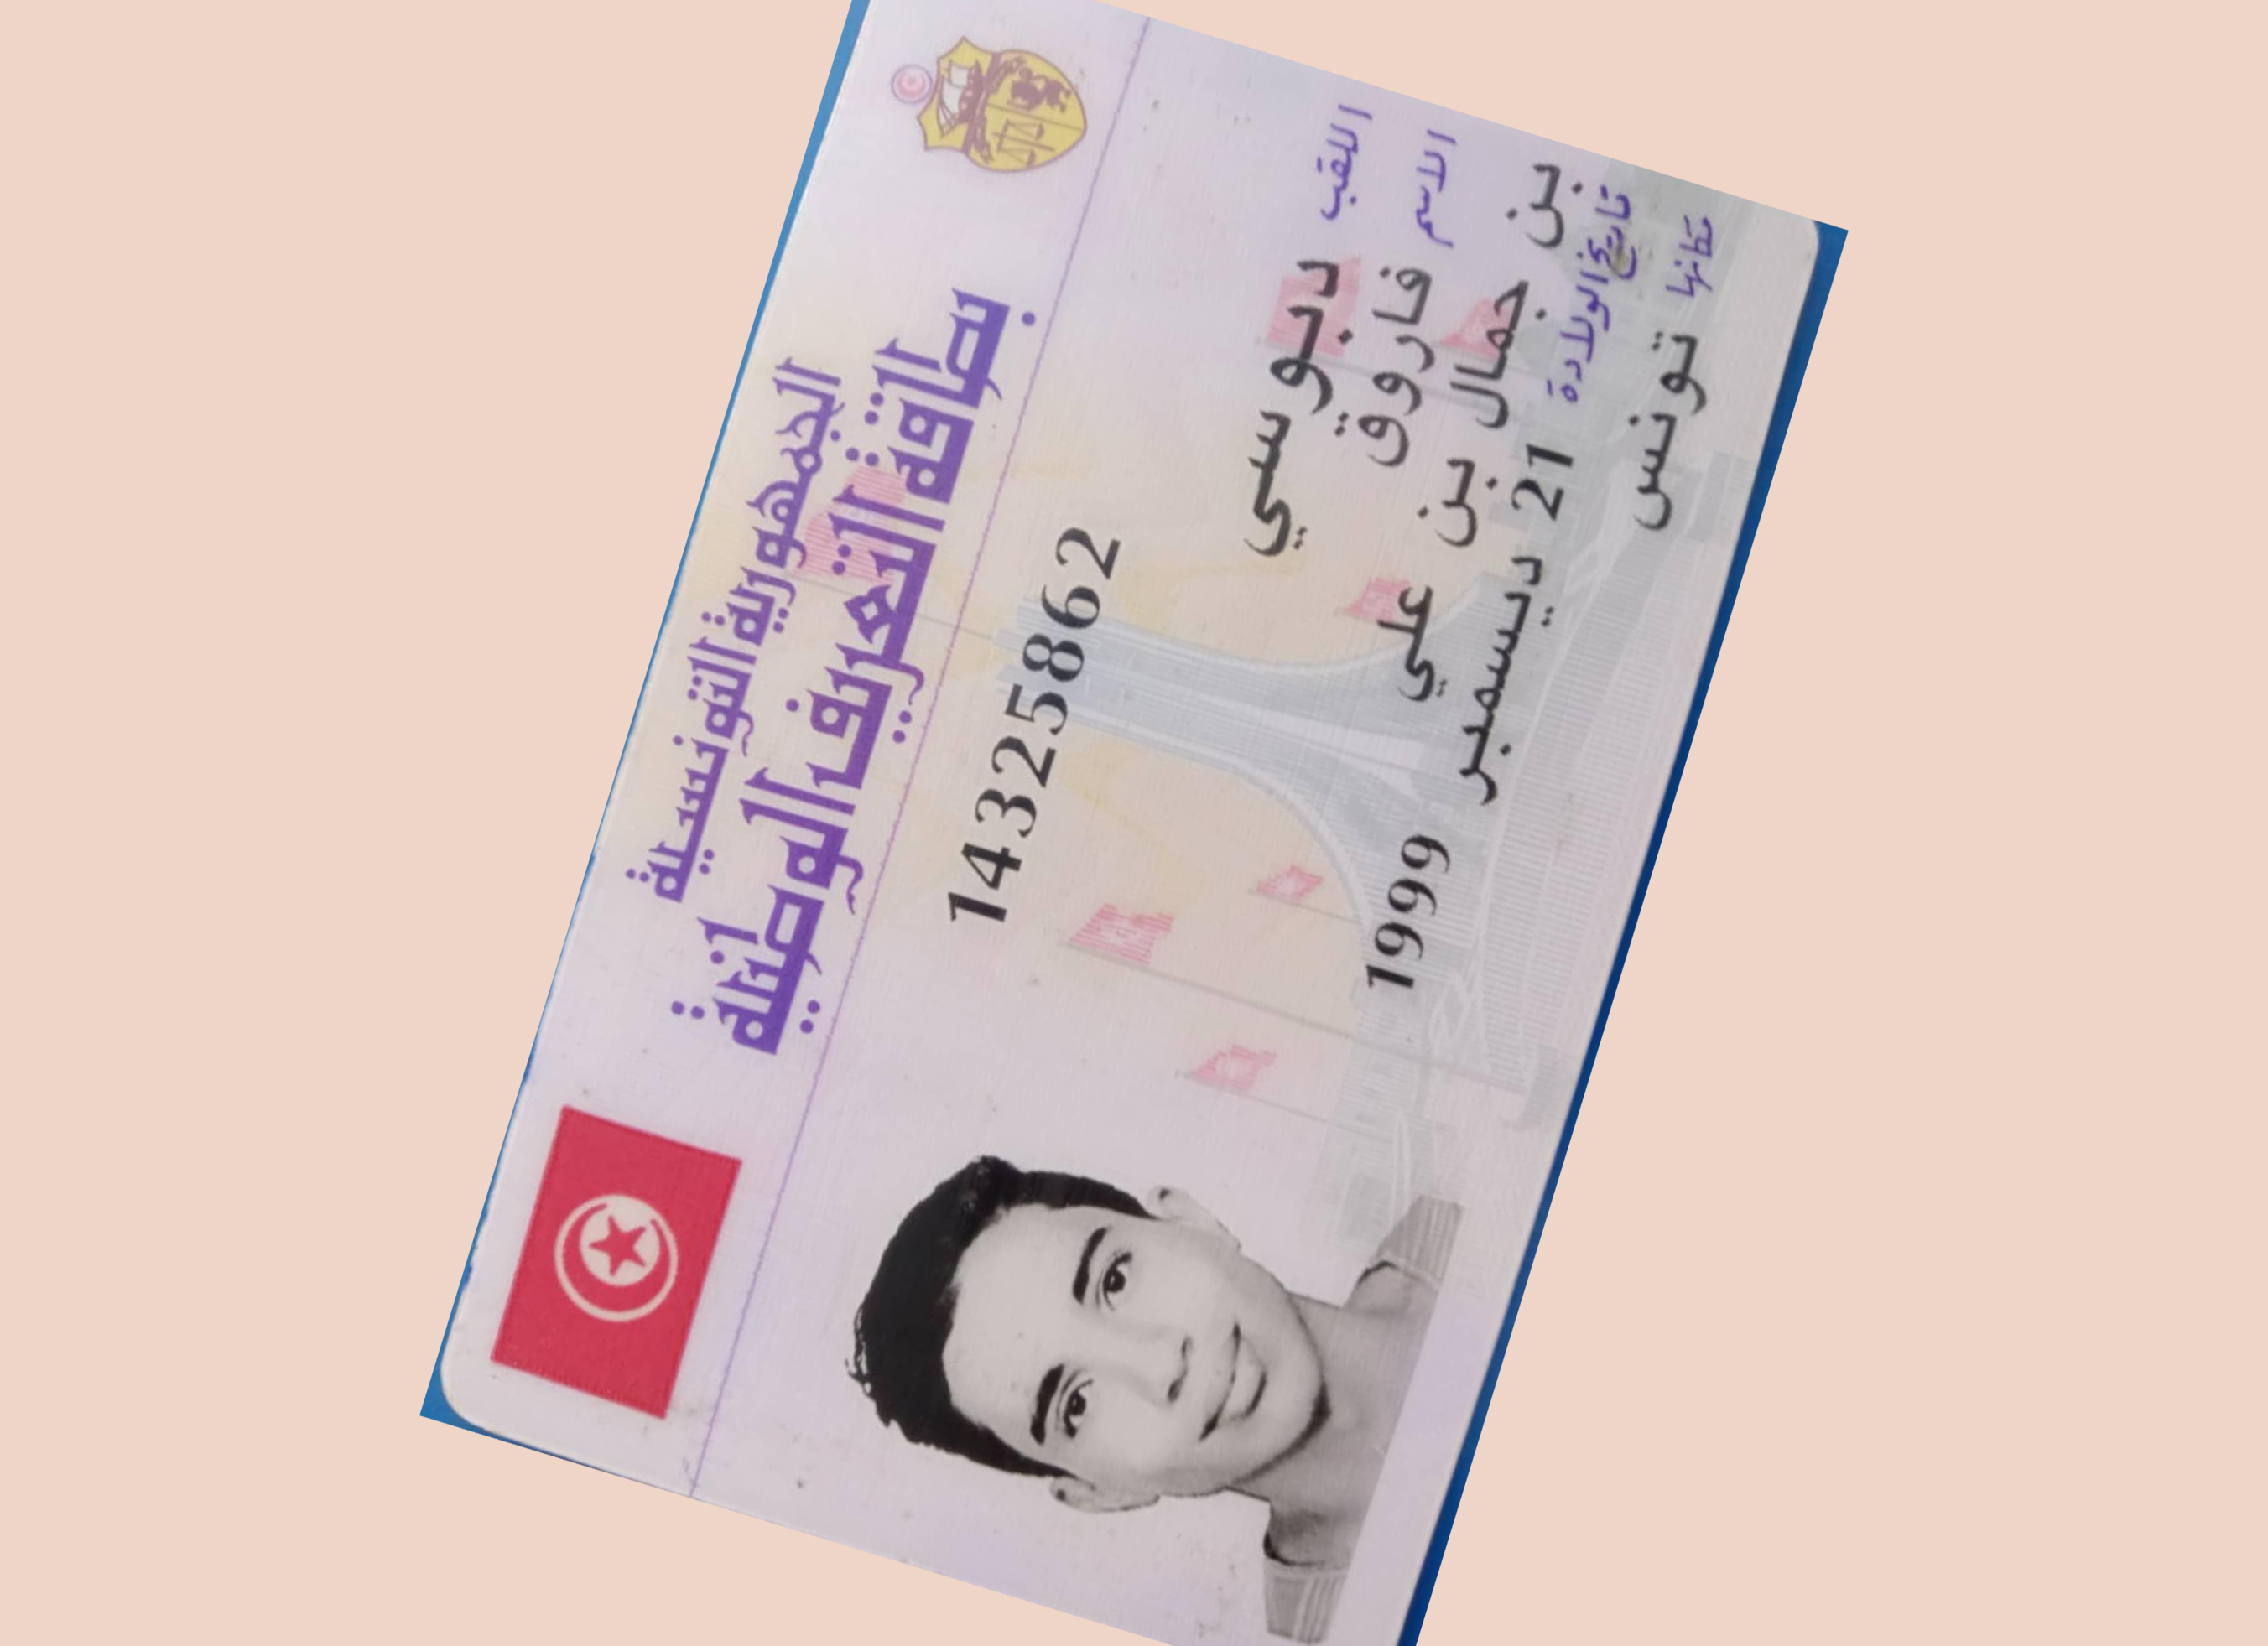 الجمهورية التونسية
بطاقة التعريف الوطنية
14325862
اللقب دبوسي
الاسم فاروق
بن جمال بن علي
تاريخ الولادة 21 ديسمبر 1999
مكانها تونس